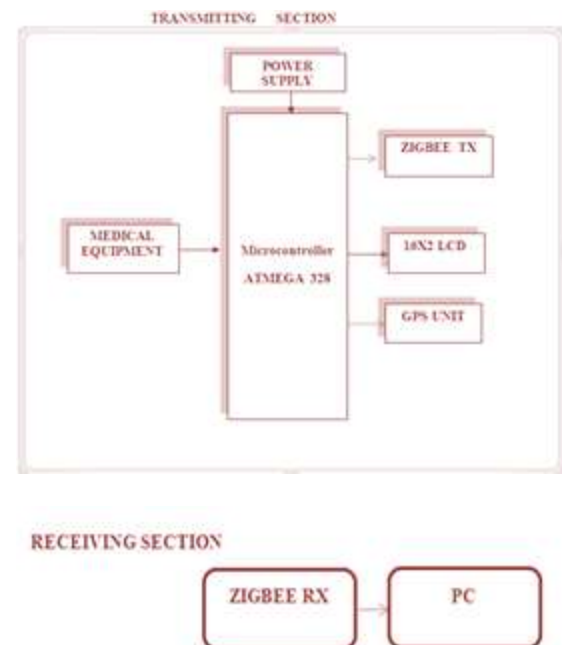 TRANSMITTING SECTION
POWER
SUPPLY
ZIGBEE TX
MEDICAL
EQUIPMENT
Microcontroller
ATMEGA 328
16X2 LCD
GPS UNIT
RECEIVING SECTION
ZIGBEE RX
PC